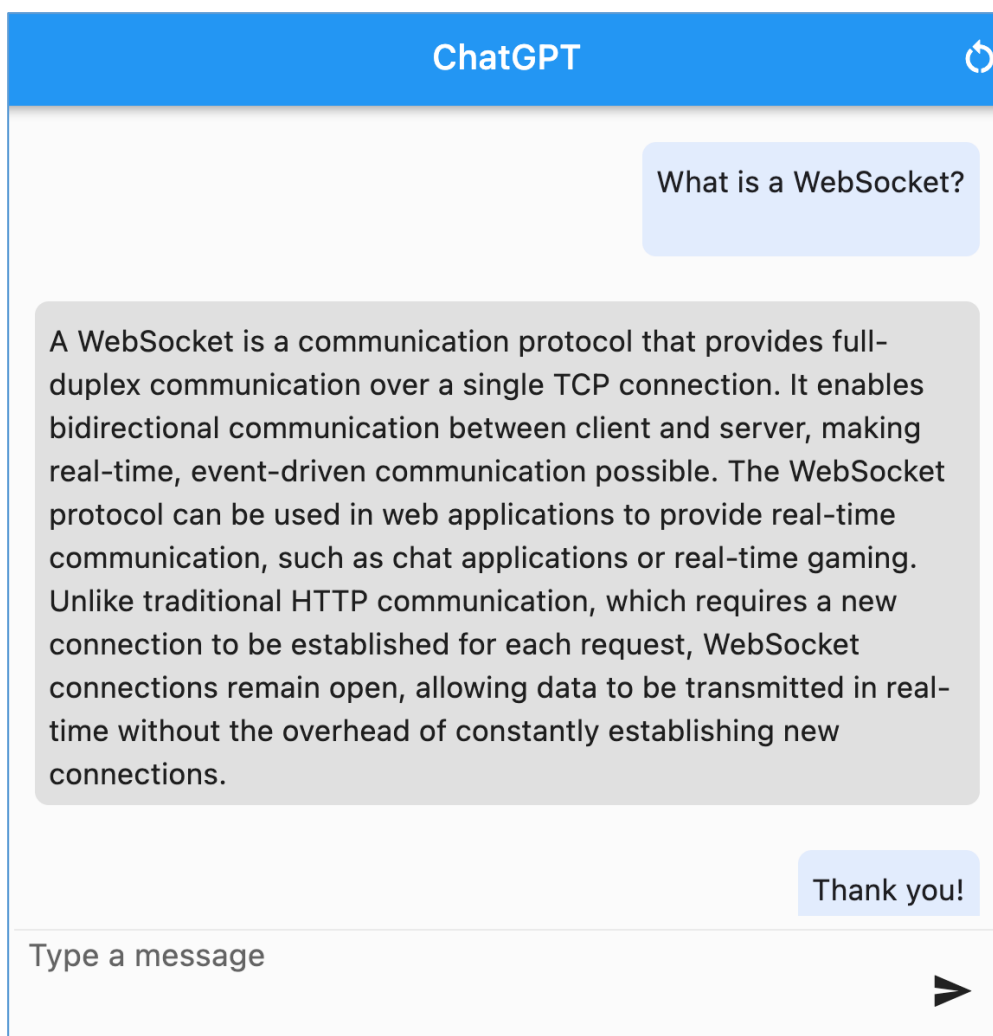 ChatGPT
What is a WebSocket?
A WebSocket is a communication protocol that provides full-
duplex communication over a single TCP connection. It enables
bidirectional communication between client and server, making
real-time, event-driven communication possible. The WebSocket
protocol can be used in web applications to provide real-time
communication, such as chat applications or real-time gaming.
Unlike traditional HTTP communication, which requires a new
connection to be established for each request, WebSocket
connections remain open, allowing data to be transmitted in real-
time without the overhead of constantly establishing new
connections.
Thank you!
Type a message